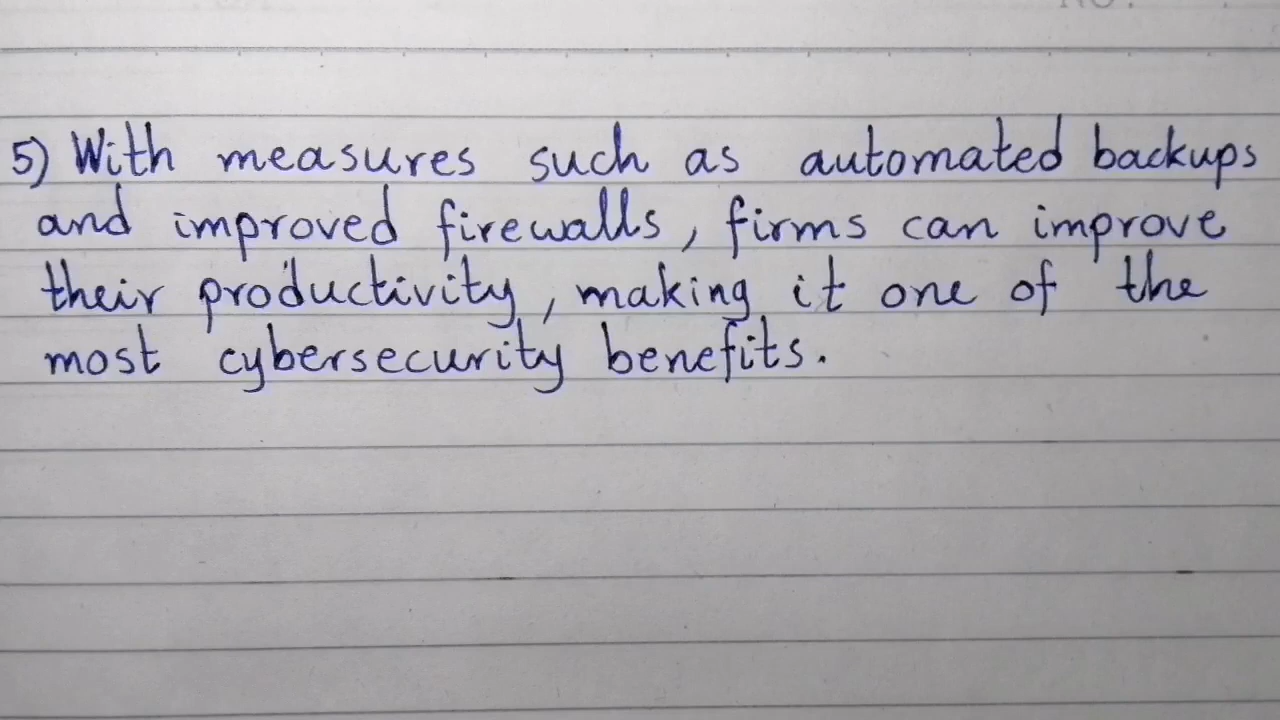 5) With measures such as automated backups
and improved firewalls, firms can improve
their productivity, making it one of the
most cybersecurity benefits.